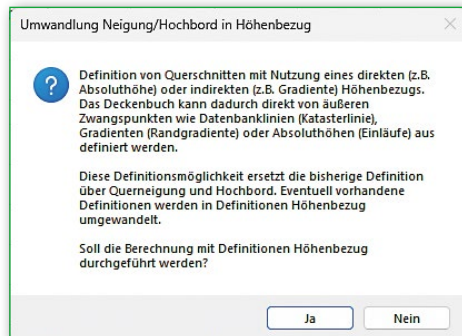 Umwandlung Neigung/Hochbord in Höhenbezug
Definition von Querschnitten mit Nutzung eines direkten (z.B.
Absoluthöhe) oder indirekten (z.B. Gradiente) Höhenbezugs.
Das Deckenbuch kann dadurch direkt von äußeren
Zwangspunkten wie Datenbanklinien (Katasterlinie),
Gradienten (Randgradiente) oder Absoluthöhen (Einläufe) aus
definiert werden.
Diese Definitionsmöglichkeit ersetzt die bisherige Definition
über Querneigung und Hochbord. Eventuell vorhandene
Definitionen werden in Definitionen Höhenbezug
umgewandelt.
Soll die Berechnung mit Definitionen Höhenbezug
durchgeführt werden?
Ja
Nein